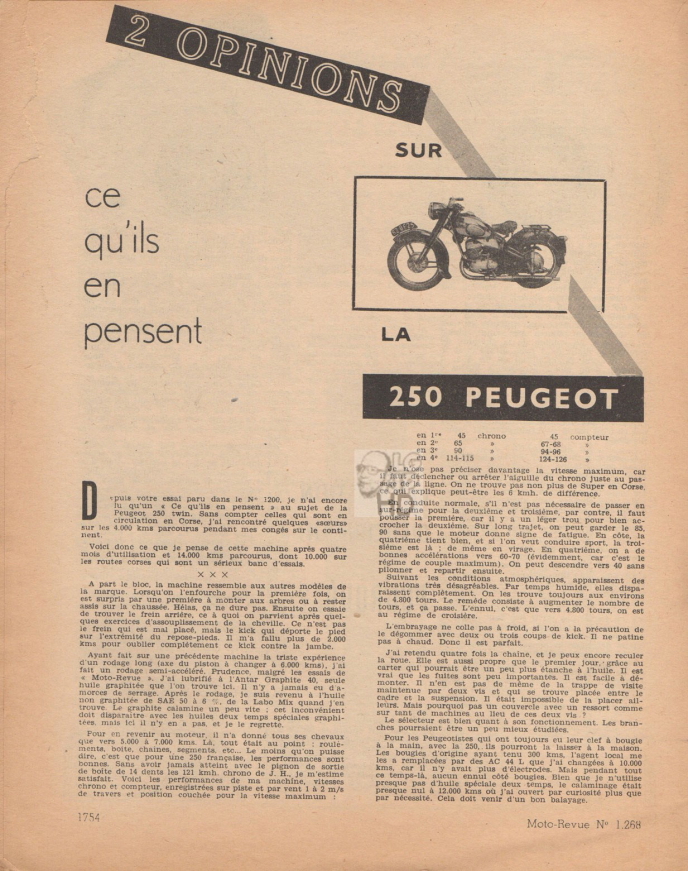 2 OPINIONS
SUR
ce
qu'ils
en
pensent
LA
250 PEUGEOT
Depuis votre essai paru dans le N° 1200, je n'ai encore
lu qu'un « Ce qu'ils en pensent » au sujet de la
Peugeot 250 twin. Sans compter celles qui sont en
circulation en Corse, j'ai rencontré quelques «sœurs»
sur les 4.000 kms parcourus pendant mes congés sur le conti-
nent.
Voici donc ce que je pense de cette machine après quatre
mois d'utilisation et 14.000 kms parcourus, dont 10.000 sur
les routes corses qui sont un sérieux banc d'essais.
× × ×
A part le bloc, la machine ressemble aux autres modèles de
la marque. Lorsqu'on l'enfourche pour la première fois, on
est surpris par une première à monter aux arbres ou à rester
assis sur la chaussée. Hélas, ça ne dure pas. Ensuite on essaie
de trouver le frein arrière, ce à quoi on parvient après quel-
ques exercices d'assouplissement de la cheville. Ce n'est pas
le frein qui est mal placé, mais le kick qui déporte le pied
sur l'extrémité du repose-pieds. Il m'a fallu plus de 2.000
kms pour oublier complètement ce kick contre la jambe.
Ayant fait sur une précédente machine la triste expérience
d'un rodage long (axe du piston à changer à 6.000 kms), j'ai
fait un rodage semi-accéléré. Prudence, malgré les essais de
« Moto-Revue ». J'ai lubrifié à l'Antar Graphite 40, seule
huile graphitée que l'on trouve ici. Il n'y a jamais eu d'a-
morces de serrage. Après le rodage, je suis revenu à l'huile
non graphitée de SAE 50 à 6 %, de la Labo Mix quand j'en
trouve. Le graphite calamine un peu vite ; cet inconvénient
doit disparaître avec les huiles deux temps spéciales graphi-
tées, mais ici il n'y en a pas, et je le regrette.
Pour en revenir au moteur, il n'a donné tous ses chevaux
que vers 5.000 à 7.000 kms. Là, tout était au point : roule-
ments, boîte, chaînes, segments, etc... Le moins qu'on puisse
dire, c'est que pour une 250 française, les performances sont
bonnes. Sans avoir jamais atteint avec le pignon de sortie
de boîte de 14 dents les 121 kmh. chrono de J. H., je m'estime
satisfait. Voici les performances de ma machine, vitesses
chrono et compteur, enregistrées sur piste et par vent 1 à 2 m/s
de travers et position couchée pour la vitesse maximum :
en 1re 45 chrono 45 compteur
en 2e 65 » 67-68 »
en 3e 90 » 94-96 »
en 4e 114-115 » 124-126 »
Je n'ose pas préciser davantage la vitesse maximum, car
il faut déclencher ou arrêter l'aiguille du chrono juste au pas-
sage de la ligne. On ne trouve pas non plus de Super en Corse,
qui explique peut-être les 6 kmh. de différence.
conduite normale, s'il n'est pas nécessaire de passer en
pour la deuxième et troisième, par contre, il faut
pousser la première, car il y a un léger trou pour bien ac-
crocher la deuxième. Sur long trajet, on peut garder le 85,
90 sans que le moteur donne signe de fatigue. En côte, la
quatrième tient bien, et si l'on veut conduire sport, la troi-
sième est là ; de même en virage. En quatrième, on a de
bonnes accélérations vers 60-70 (évidemment, car c'est le
régime de couple maximum). On peut descendre vers 40 sans
pilonner et repartir ensuite.
Suivant les conditions atmosphériques, apparaissent des
vibrations très désagréables. Par temps humide, elles dispa-
raissent complètement. On les trouve toujours aux environs
de 4.800 tours. Le remède consiste à augmenter le nombre de
tours, et ça passe. L'ennui, c'est que vers 4.800 tours, on est
au régime de croisière.
L'embrayage ne colle pas à froid, si l'on a la précaution de
le dégommer avec deux ou trois coups de kick. Il ne patine
pas à chaud. Donc il est parfait.
J'ai retendu quatre fois la chaîne, et je peux encore reculer
la roue. Elle est aussi propre que le premier jour, grâce au
carter qui pourrait être un peu plus étanche à l'huile. Il est
vrai que les fuites sont peu importantes. Il est facile à dé-
monter. Il n'en est pas de même de la trappe de visite
maintenue par deux vis et qui se trouve placée entre le
cadre et la suspension. Il était impossible de la placer ail-
leurs. Mais pourquoi pas un couvercle avec un ressort comme
sur tant de machines au lieu de ces deux vis ?
Le sélecteur est bien quant à son fonctionnement. Les bran-
ches pourraient être un peu mieux étudiées.
Pour les Peugeotistes qui ont toujours eu leur clef à bougie
à la main, avec la 250, ils pourront la laisser à la maison.
Les bougies d'origine ayant tenu 300 kms, l'agent local me
les a remplacées par des AC 44 L que j'ai changées à 10.000
kms, car il n'y avait plus d'électrodes. Mais pendant tout
ce temps-là, aucun ennui côté bougies. Bien que je n'utilise
presque pas d'huile spéciale deux temps, le calaminage était
presque nul à 12.000 kms où j'ai ouvert par curiosité plus que
par nécessité. Cela doit venir d'un bon balayage.
1754
Moto-Revue N° 1.268